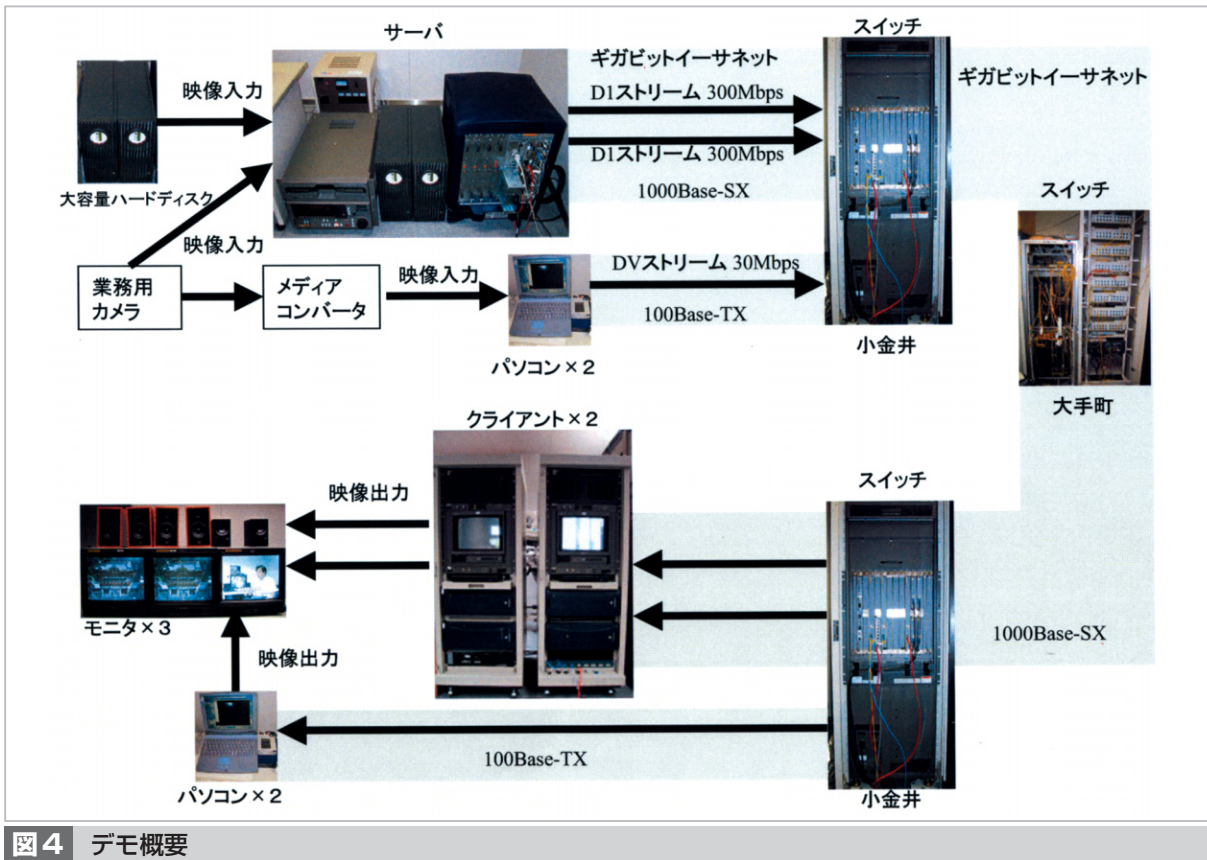 サーバ
スイッチ
ギガビットイーサネット
ギガビットイーサネット
映像入力
D1ストリーム 300Mbps
D1ストリーム 300Mbps
1000Base-SX
スイッチ
大容量ハードディスク
映像入力
業務用
カメラ
メディア
コンバータ
映像入力
DVストリーム 30Mbps
100Base-TX
パソコン×2
小金井
大手町
クライアント×2
スイッチ
映像出力
モニタ×3
映像出力
1000Base-SX
100Base-TX
パソコン×2
小金井
図4 デモ概要